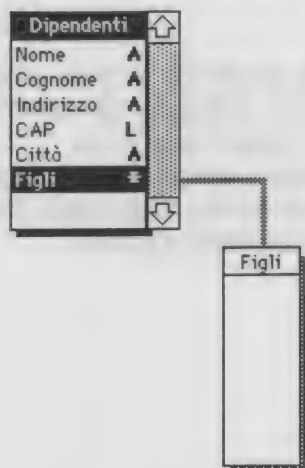 Dipendenti
Nome A
Cognome A
Indirizzo A
CAP L
Città A
Figli *
Figli